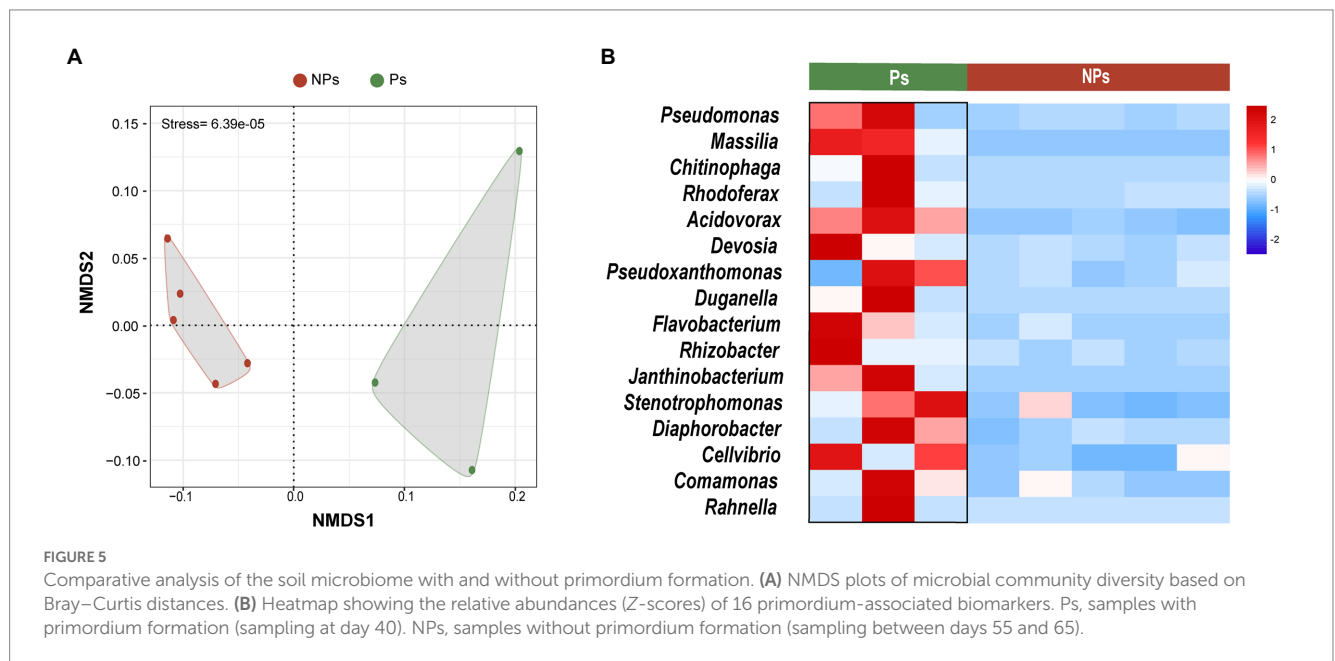 A
NPs
Ps
Stress= 6.39e-05
0.15
0.10
0.05
0.00
−0.05
−0.10
NMDS2
−0.1
0.0
0.1
0.2
NMDS1
B
Ps
NPs
Pseudomonas
Massilia
Chitinophaga
Rhodoferax
Acidovorax
Devosia
Pseudoxanthomonas
Duganella
Flavobacterium
Rhizobacter
Janthinobacterium
Stenotrophomonas
Diaphorobacter
Cellvibrio
Comamonas
Rahnella
2
1
0
-1
-2
FIGURE 5
Comparative analysis of the soil microbiome with and without primordium formation. (A) NMDS plots of microbial community diversity based on
Bray–Curtis distances. (B) Heatmap showing the relative abundances (Z-scores) of 16 primordium-associated biomarkers. Ps, samples with
primordium formation (sampling at day 40). NPs, samples without primordium formation (sampling between days 55 and 65).